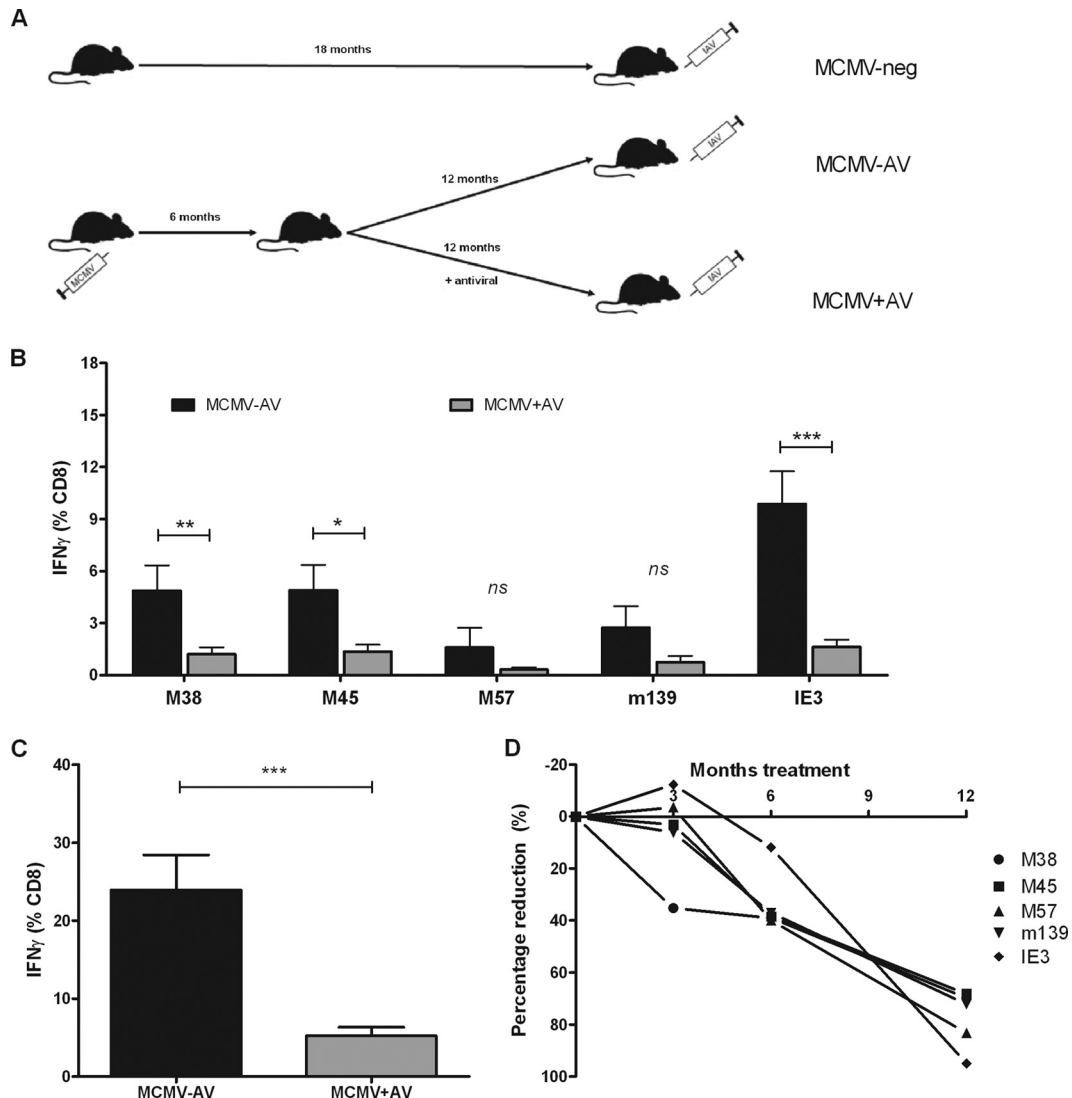 A
18 months
IAV
MCMV-neg
IAV
MCMV-AV
12 months
6 months
12 months
+ antiviral
MCMV
IAV
MCMV+AV
B
18
15
12
9
6
3
0
IFNγ (% CD8)
MCMV-AV
MCMV+AV
**
*
ns
ns
***
M38
M45
M57
m139
IE3
C
40
30
20
10
0
IFNγ (% CD8)
***
MCMV-AV
MCMV+AV
D
-20
0
20
40
60
80
100
Percentage reduction (%)
Months treatment
3
6
9
12
M38
M45
M57
m139
IE3